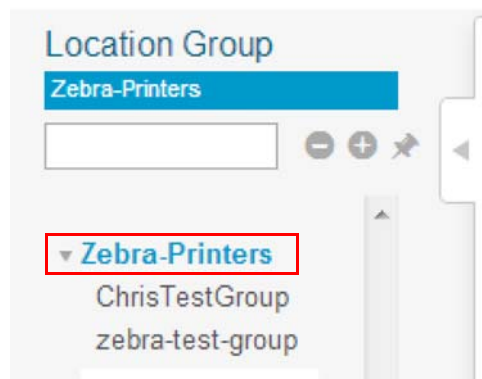 Location Group
Zebra-Printers
Zebra-Printers
ChrisTestGroup
zebra-test-group